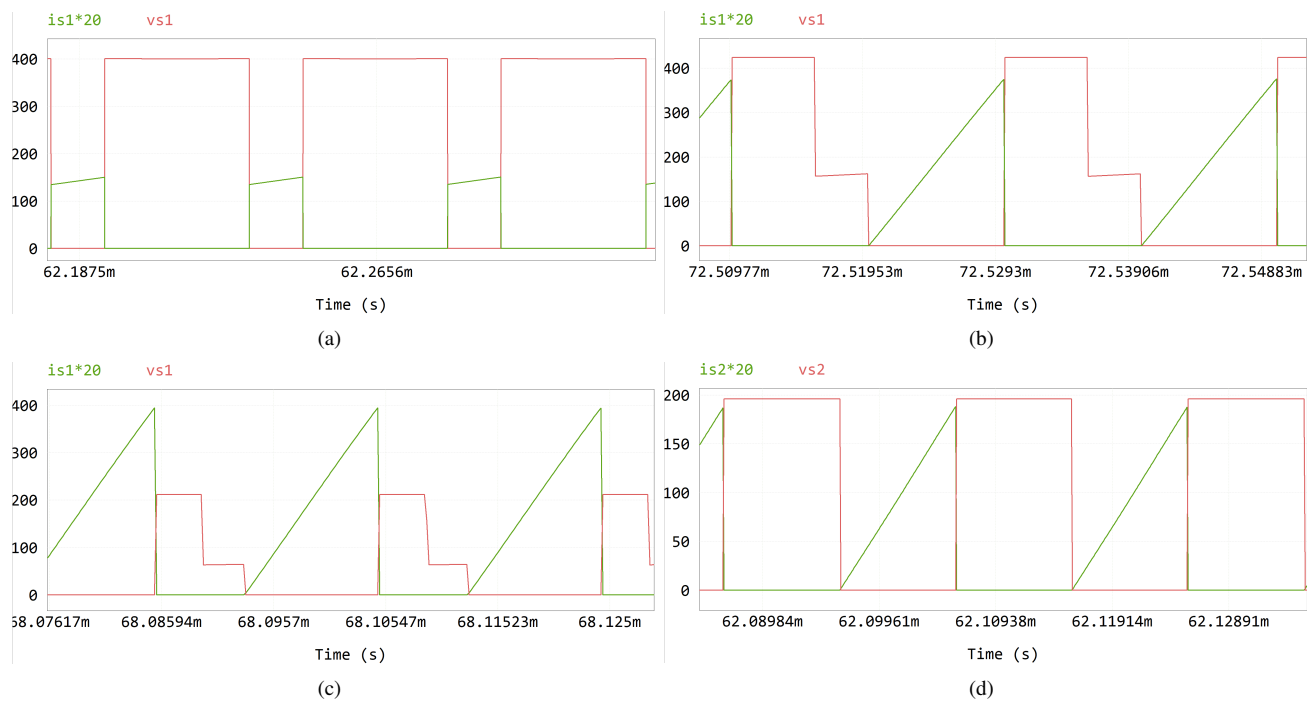 is1*20 vs1
400
300
200
100
0
62.1875m 62.2656m
Time (s)
(a)
is1*20 vs1
400
300
200
100
0
72.50977m 72.51953m 72.5293m 72.53906m 72.54883m
Time (s)
(b)
is1*20 vs1
400
300
200
100
0
68.07617m 68.08594m 68.0957m 68.10547m 68.11523m 68.125m
Time (s)
(c)
is2*20 vs2
200
150
100
50
0
62.08984m 62.09961m 62.10938m 62.11914m 62.12891m
Time (s)
(d)